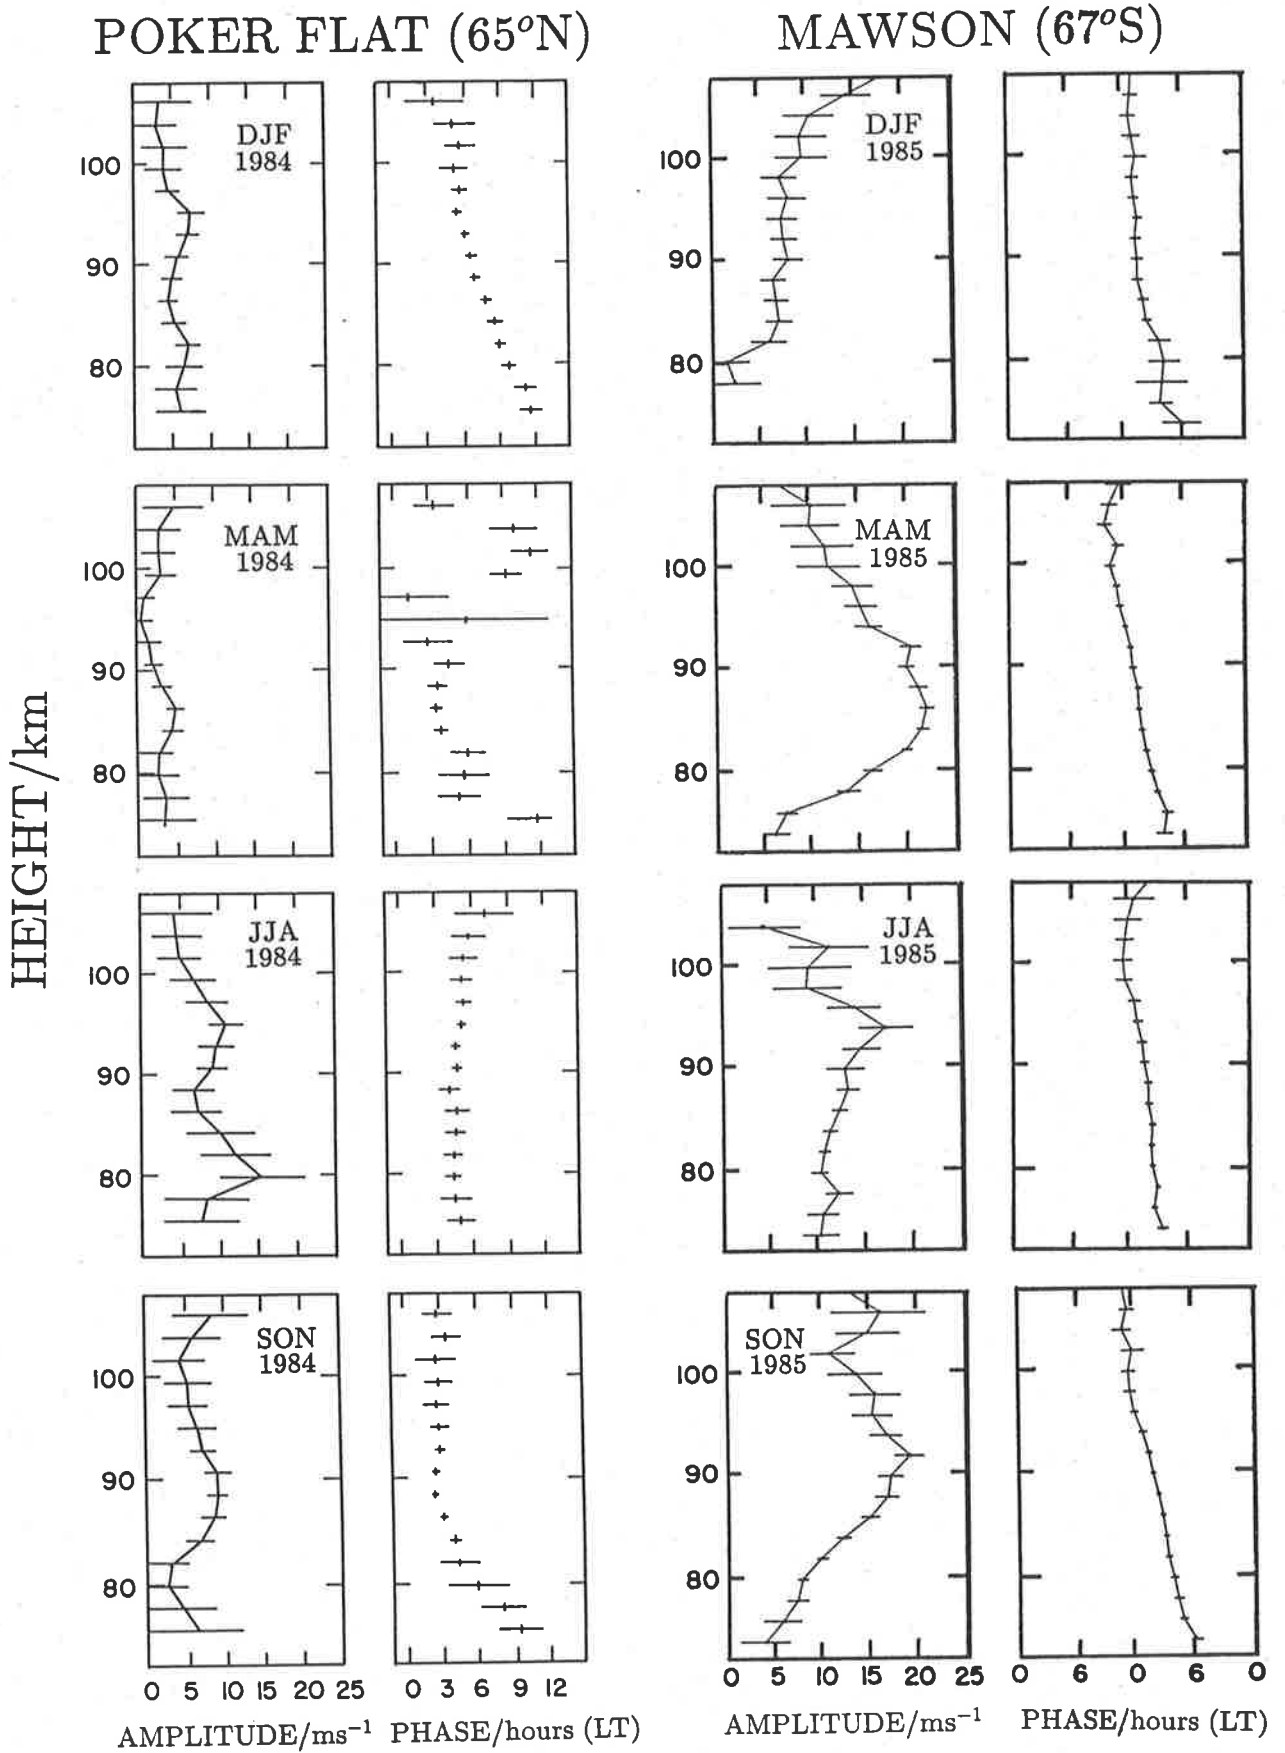 POKER FLAT (65°N)
MAWSON (67°S)
HEIGHT/km
DJF
1984
100
90
80
DJF
1985
100
90
80
MAM
1984
100
90
80
MAM
1985
100
90
80
JJA
1984
100
90
80
JJA
1985
100
90
80
SON
1984
100
90
80
SON
1985
100
90
80
0 5 10 15 20 25
0 3 6 9 12
0 5 10 15 20 25
0 6 0 6 0
AMPLITUDE/ms⁻¹
PHASE/hours (LT)
AMPLITUDE/ms⁻¹
PHASE/hours (LT)